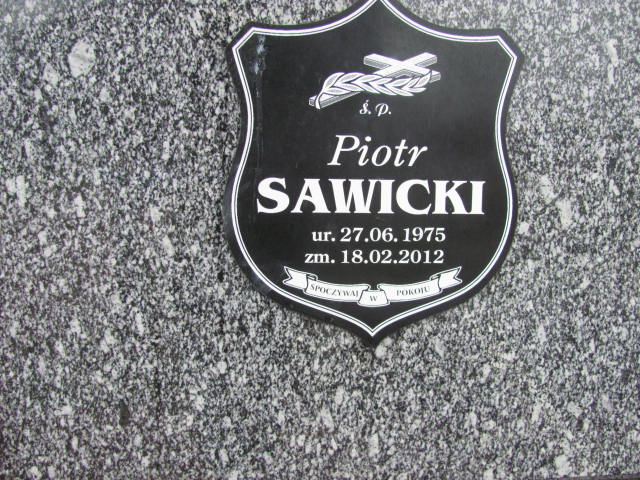 Ś. P.
Piotr
SAWICKI
ur. 27.06.1975
zm. 18.02.2012
SPOCZYWAJ W POKOJU